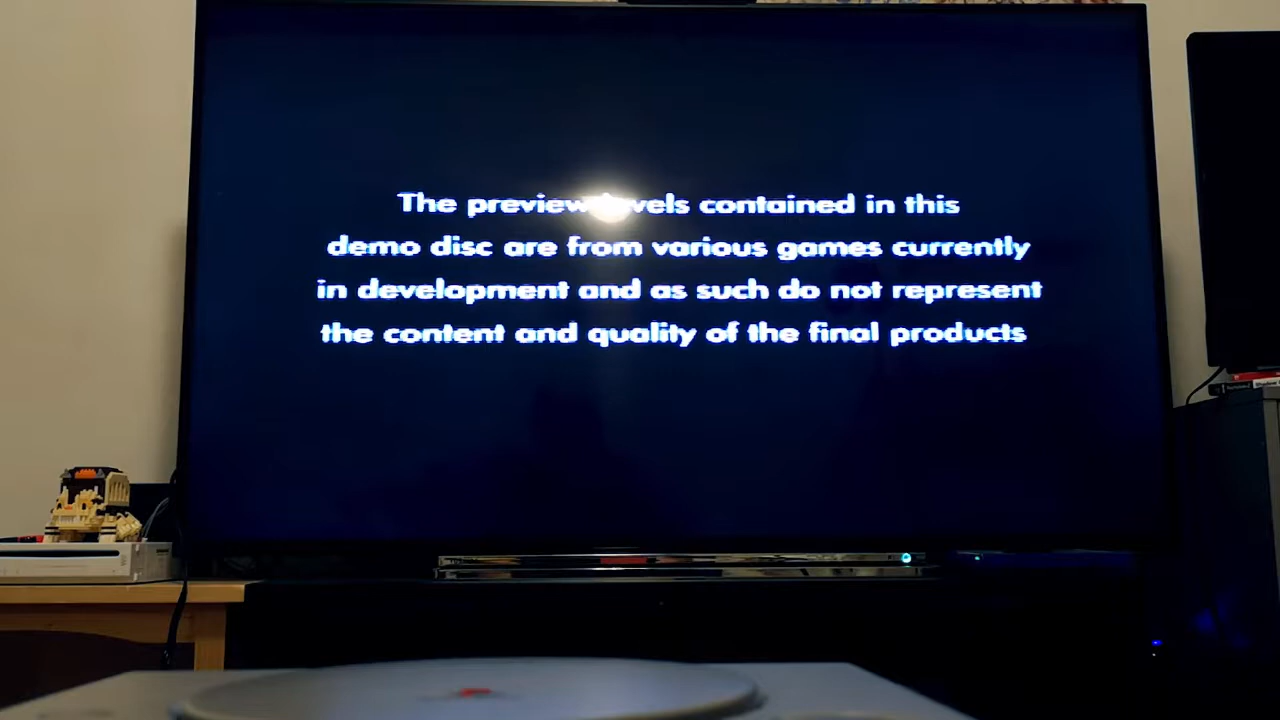 The preview levels contained in this
demo disc are from various games currently
in development and as such do not represent
the content and quality of the final products